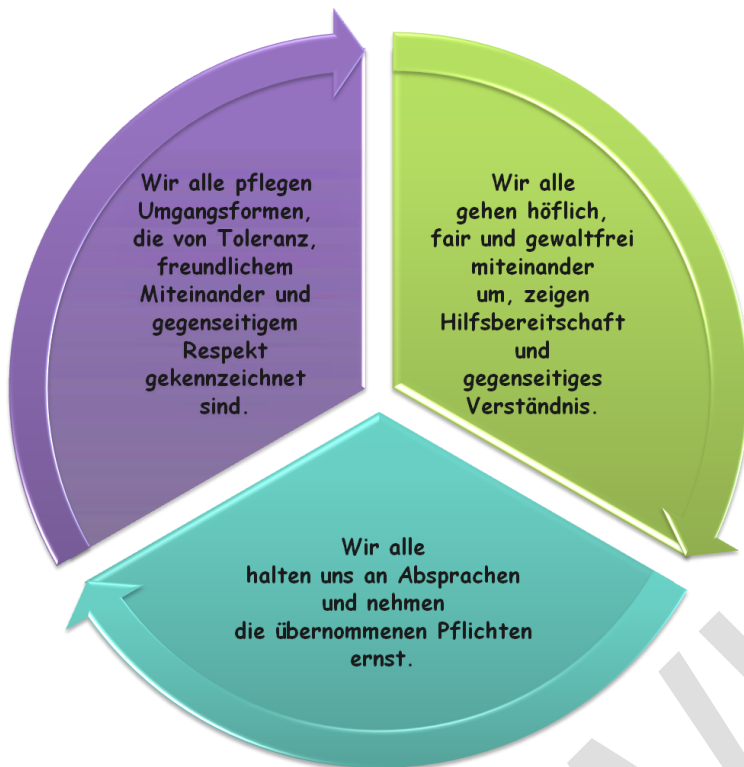 Wir alle pflegen
Umgangsformen,
die von Toleranz,
freundlichem
Miteinander und
gegenseitigem
Respekt
gekennzeichnet
sind.
Wir alle
gehen höflich,
fair und gewaltfrei
miteinander
um, zeigen
Hilfsbereitschaft
und
gegenseitiges
Verständnis.
Wir alle
halten uns an Absprachen
und nehmen
die übernommenen Pflichten
ernst.